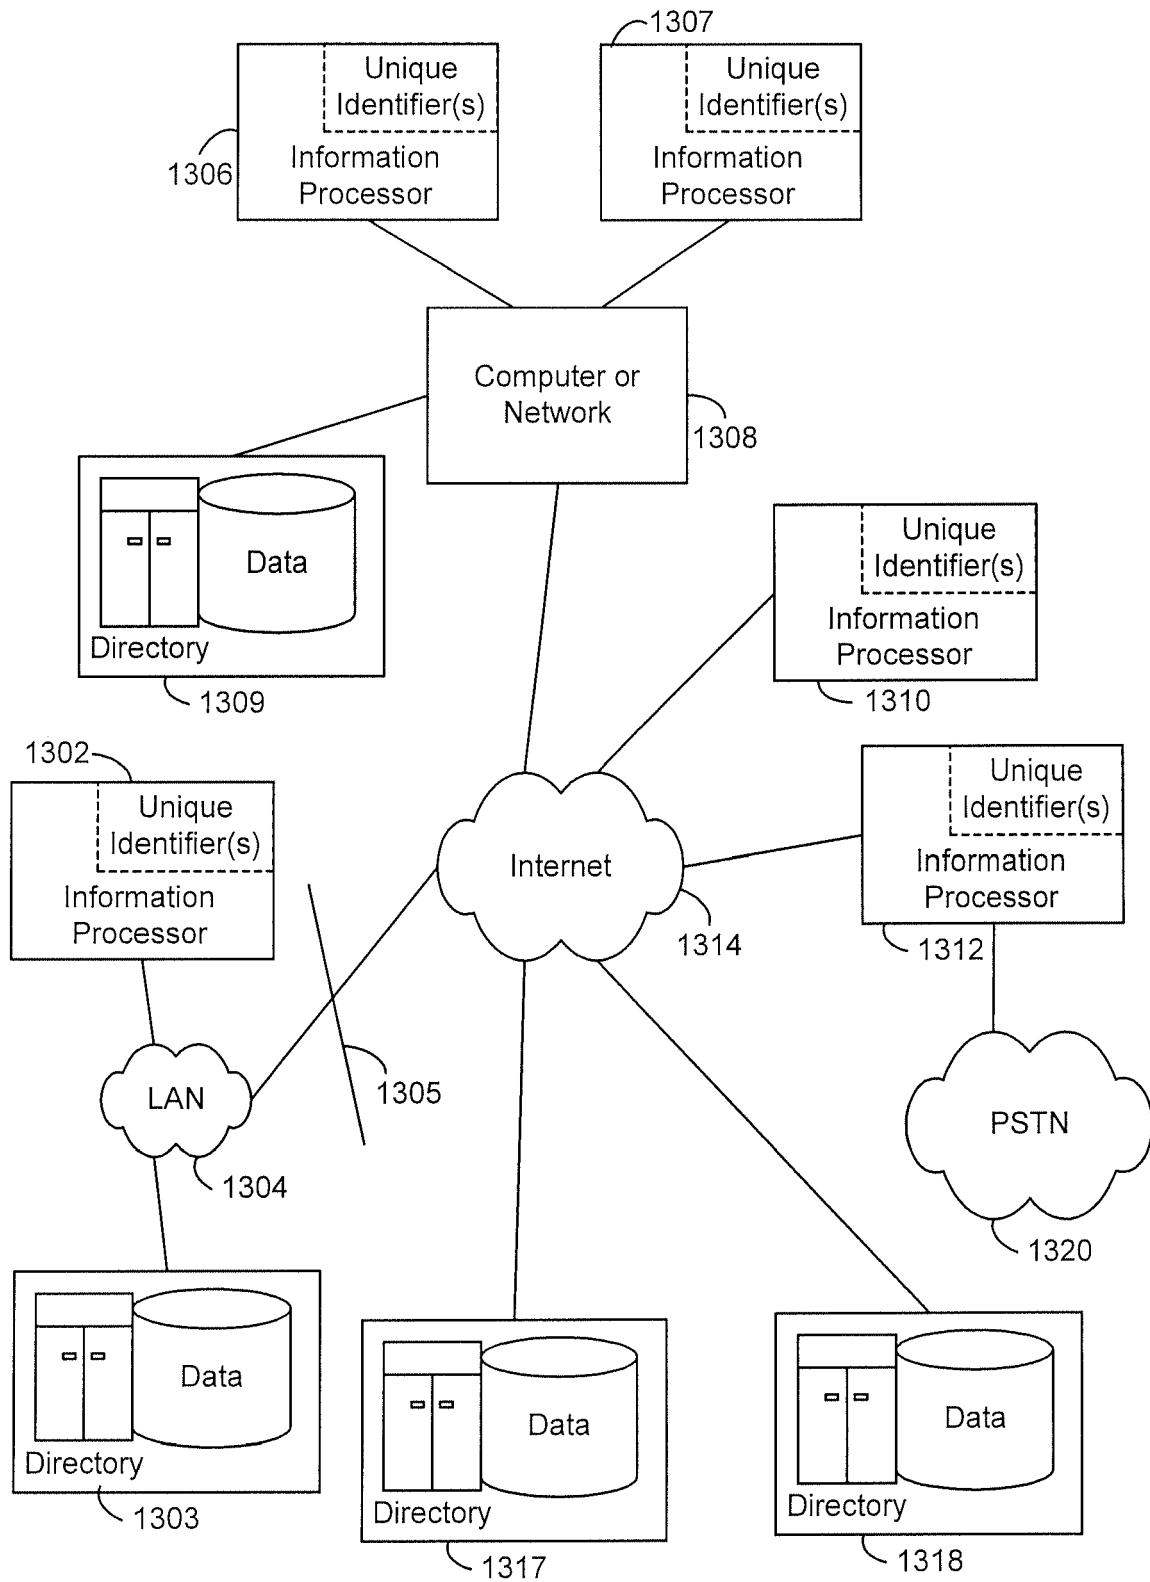 1307
Unique
Identifier(s)
Information
Processor
1306
Unique
Identifier(s)
Information
Processor
Computer or
Network
1308
Data
Directory
1309
Unique
Identifier(s)
Information
Processor
1310
1302
Unique
Identifier(s)
Information
Processor
Internet
1314
Unique
Identifier(s)
Information
Processor
1312
LAN
1304
1305
PSTN
1320
Data
Directory
1303
Data
Directory
1317
Data
Directory
1318